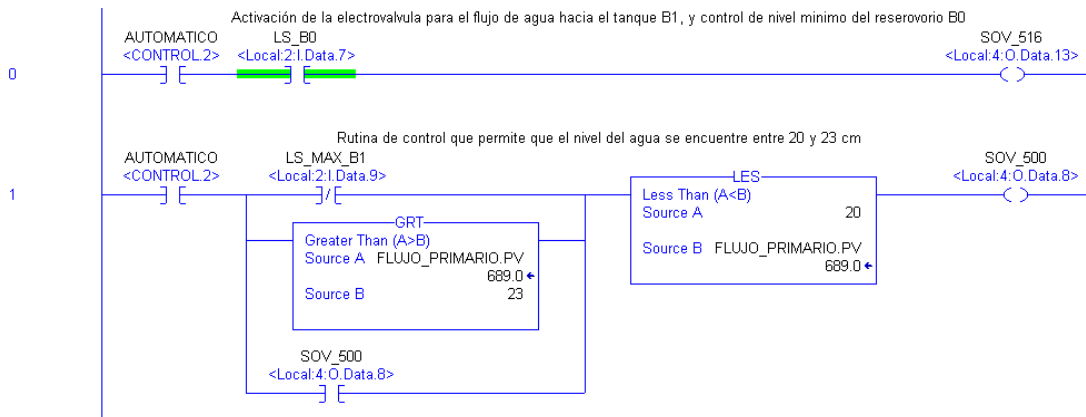 Activación de la electrovalvula para el flujo de agua hacia el tanque B1, y control de nivel minimo del reserovorio B0
AUTOMATICO LS_B0 SOV_516
<CONTROL.2> <Local:2:I.Data.7> <Local:4:O.Data.13>
0
Rutina de control que permite que el nivel del agua se encuentre entre 20 y 23 cm
AUTOMATICO LS_MAX_B1 SOV_500
<CONTROL.2> <Local:2:I.Data.9> <Local:4:O.Data.8>
1
LES
Less Than (A<B)
Source A 20
Source B FLUJO_PRIMARIO.PV
689.0
GRT
Greater Than (A>B)
Source A FLUJO_PRIMARIO.PV
689.0
Source B 23
SOV_500
<Local:4:O.Data.8>